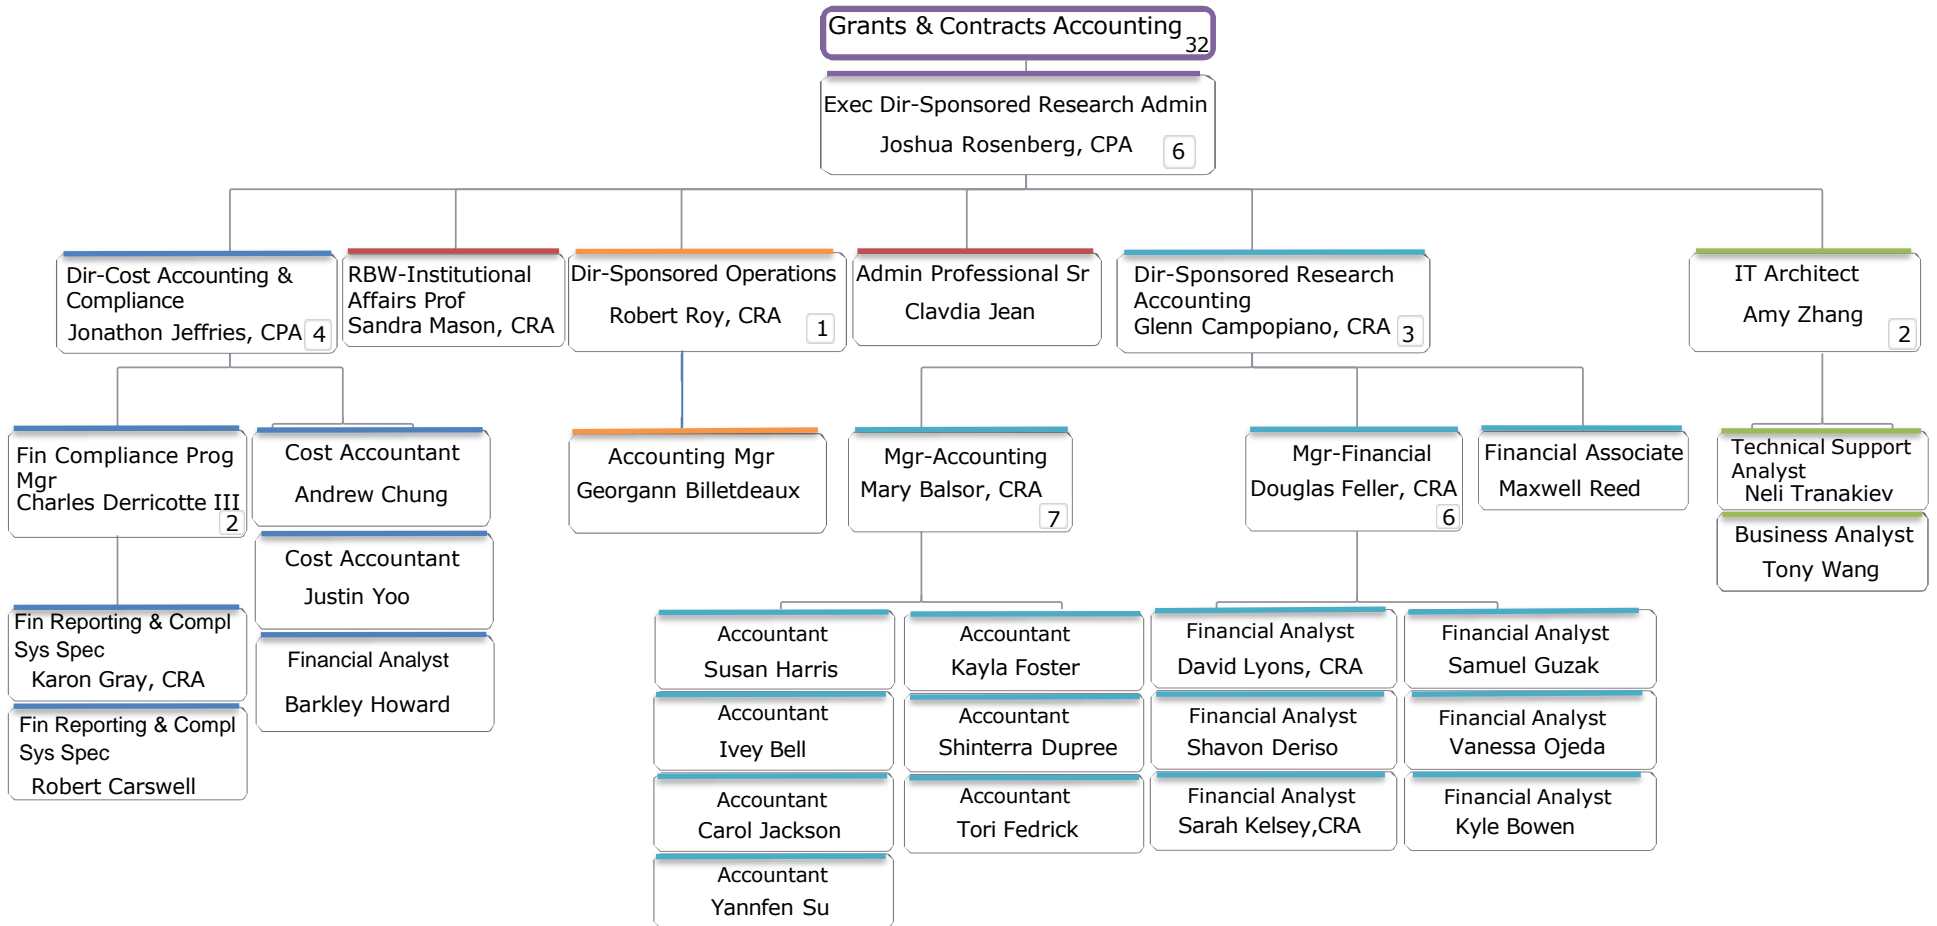 Grants & Contracts Accounting
32
Exec Dir-Sponsored Research Admin
Joshua Rosenberg, CPA
6
Dir-Cost Accounting &
Compliance
Jonathon Jeffries, CPA
4
RBW-Institutional
Affairs Prof
Sandra Mason, CRA
Dir-Sponsored Operations
Robert Roy, CRA
1
Admin Professional Sr
Clavdia Jean
Dir-Sponsored Research
Accounting
Glenn Campopiano, CRA
3
IT Architect
Amy Zhang
2
Fin Compliance Prog
Mgr
Charles Derricotte III
2
Cost Accountant
Andrew Chung
Cost Accountant
Justin Yoo
Financial Analyst
Barkley Howard
Fin Reporting & Compl
Sys Spec
Karon Gray, CRA
Fin Reporting & Compl
Sys Spec
Robert Carswell
Accounting Mgr
Georgann Billetdeaux
Mgr-Accounting
Mary Balsor, CRA
7
Mgr-Financial
Douglas Feller, CRA
6
Financial Associate
Maxwell Reed
Technical Support
Analyst
Neli Tranakiev
Business Analyst
Tony Wang
Accountant
Susan Harris
Accountant
Ivey Bell
Accountant
Carol Jackson
Accountant
Yannfen Su
Accountant
Kayla Foster
Accountant
Shinterra Dupree
Accountant
Tori Fedrick
Financial Analyst
David Lyons, CRA
Financial Analyst
Shavon Deriso
Financial Analyst
Sarah Kelsey,CRA
Financial Analyst
Samuel Guzak
Financial Analyst
Vanessa Ojeda
Financial Analyst
Kyle Bowen